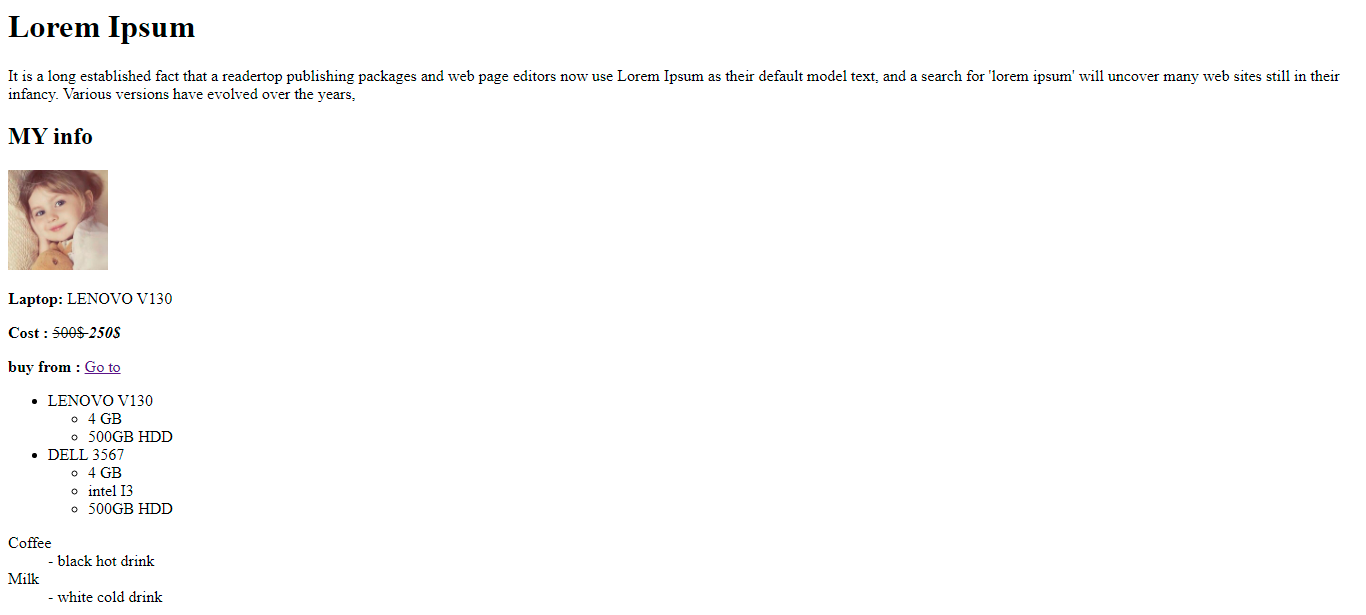 Lorem Ipsum
It is a long established fact that a readertop publishing packages and web page editors now use Lorem Ipsum as their default model text, and a search for 'lorem ipsum' will uncover many web sites still in their
infancy. Various versions have evolved over the years,
MY info
Laptop: LENOVO V130
Cost : 500$ 250$
buy from : Go to
LENOVO V130
4 GB
500GB HDD
DELL 3567
4 GB
intel I3
500GB HDD
Coffee
- black hot drink
Milk
- white cold drink